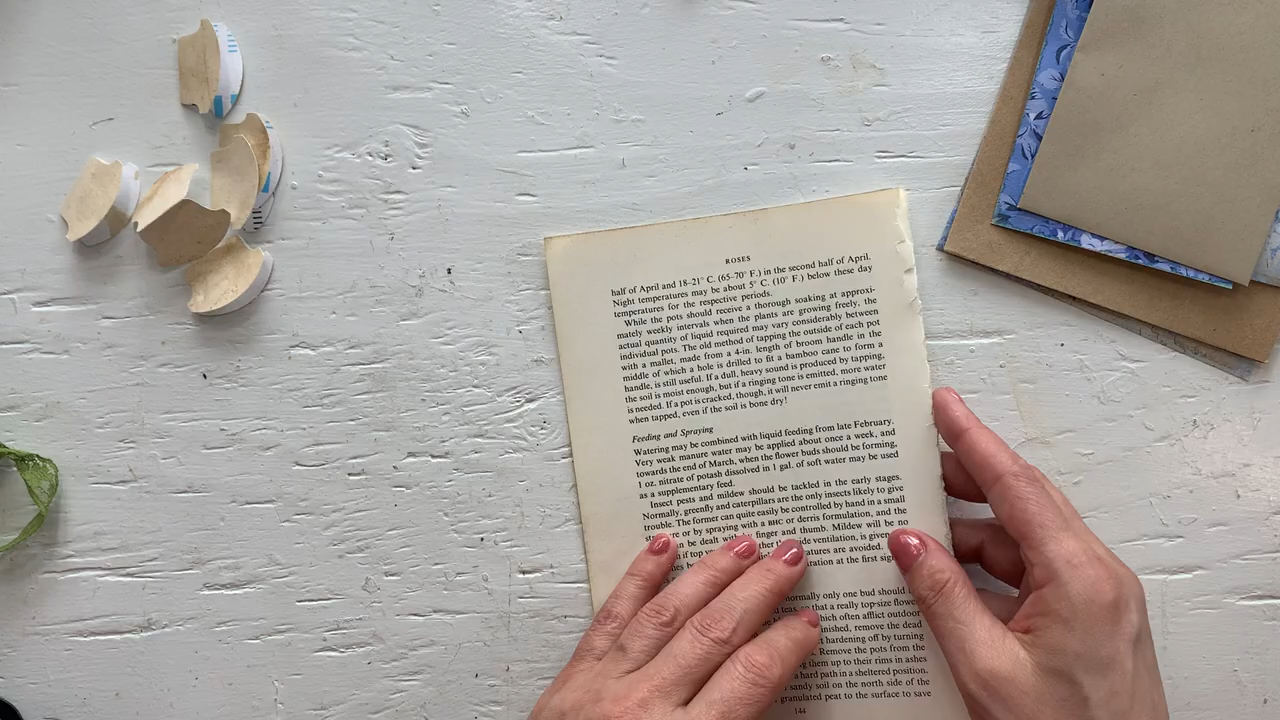 ROSES
half of April and 18–21° C. (65–70° F.) in the second half of April.
Night temperatures may be about 5° C. (10° F.) below these day
temperatures for the respective periods.
While the pots should receive a thorough soaking at approxi-
mately weekly intervals when the plants are growing freely, the
actual quantity of liquid required may vary considerably between
individual pots. The old method of tapping the outside of each pot
with a mallet, made from a 4-in. length of broom handle in the
middle of which a hole is drilled to fit a bamboo cane to form a
handle, is still useful. If a dull, heavy sound is produced by tapping,
the soil is moist enough, but if a ringing tone is emitted, more water
is needed. If a pot is cracked, though, it will never emit a ringing tone
when tapped, even if the soil is bone dry!
Feeding and Spraying
Watering may be combined with liquid feeding from late February.
Very weak manure water may be applied about once a week, and
towards the end of March, when the flower buds should be forming,
1 oz. nitrate of potash dissolved in 1 gal. of soft water may be used
as a supplementary feed.
Insect pests and mildew should be tackled in the early stages.
Normally, greenfly and caterpillars are the only insects likely to give
trouble. The former can quite easily be controlled by hand in a small
or by spraying with a BHC or derris formulation, and the
be dealt with finger and thumb. Mildew will be no
if top ventilation, is given
are avoided.
at the first sign
normally only one bud should
that a really top-size flower
which often afflict outdoor
remove the dead
hardening off by turning
Remove the pots from the
them up to their rims in ashes
a hard path in a sheltered position.
sandy soil on the north side of the
granulated peat to the surface to save
144